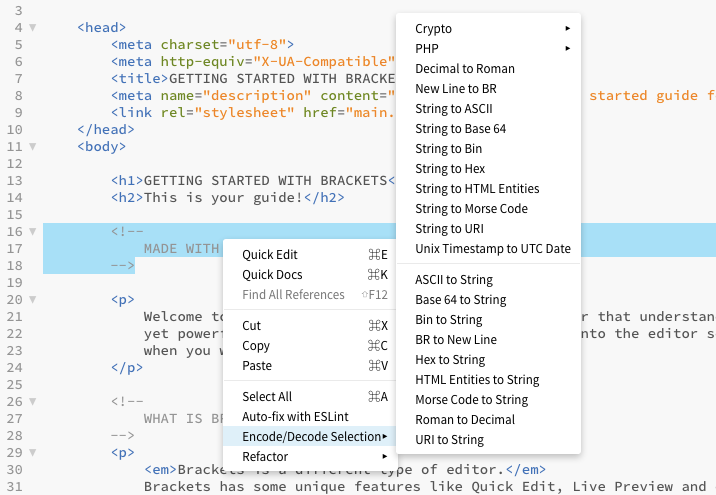 3
4 <head>
5 <meta charset="utf-8">
6 <meta http-equiv="X-UA-Compatible"
7 <title>GETTING STARTED WITH BRACKE
8 <meta name="description" content=" started guide f
9 <link rel="stylesheet" href="main.
10 </head>
11 <body>
12
13 <h1>GETTING STARTED WITH BRACKETS<
14 <h2>This is your guide!</h2>
15
16 <!--
17 MADE WITH
18 -->
19
20 <p>
21 Welcome to r that understan
22 yet powerf nto the editor s
23 when you w
24 </p>
25
26 <!--
27 WHAT IS BR
28 -->
29 <p>
30 <em>Brackets is a different type of editor.</em>
31 Brackets has some unique features like Quick Edit, Live Preview and
Quick Edit ⌘E
Quick Docs ⌘K
Find All References ⇧F12
Cut ⌘X
Copy ⌘C
Paste ⌘V
Select All ⌘A
Auto-fix with ESLint
Encode/Decode Selection▸
Refactor ▸
Crypto ▸
PHP ▸
Decimal to Roman
New Line to BR
String to ASCII
String to Base 64
String to Bin
String to Hex
String to HTML Entities
String to Morse Code
String to URI
Unix Timestamp to UTC Date
ASCII to String
Base 64 to String
Bin to String
BR to New Line
Hex to String
HTML Entities to String
Morse Code to String
Roman to Decimal
URI to String